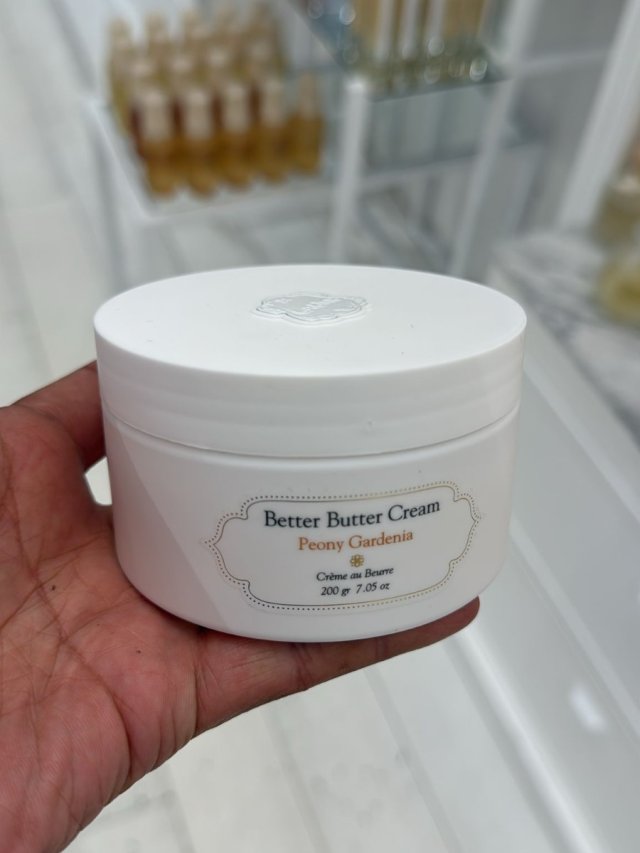 Better Butter Cream
Peony Gardenia
Crème au Beurre
200 gr 7.05 oz